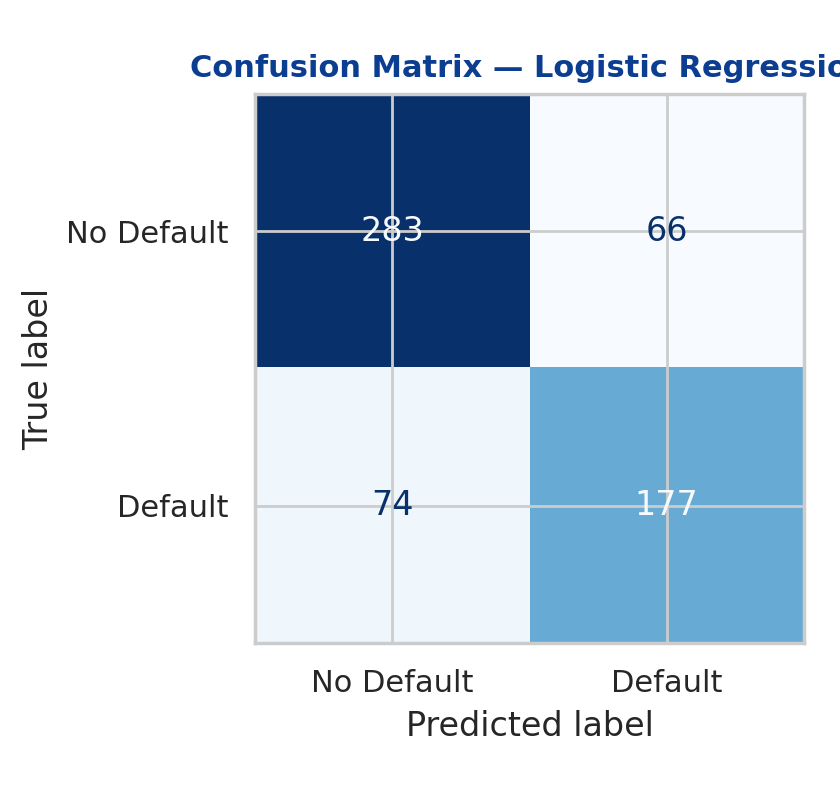 Confusion Matrix — Logistic Regressio
No Default
283
66
True label
Default
74
177
No Default
Default
Predicted label